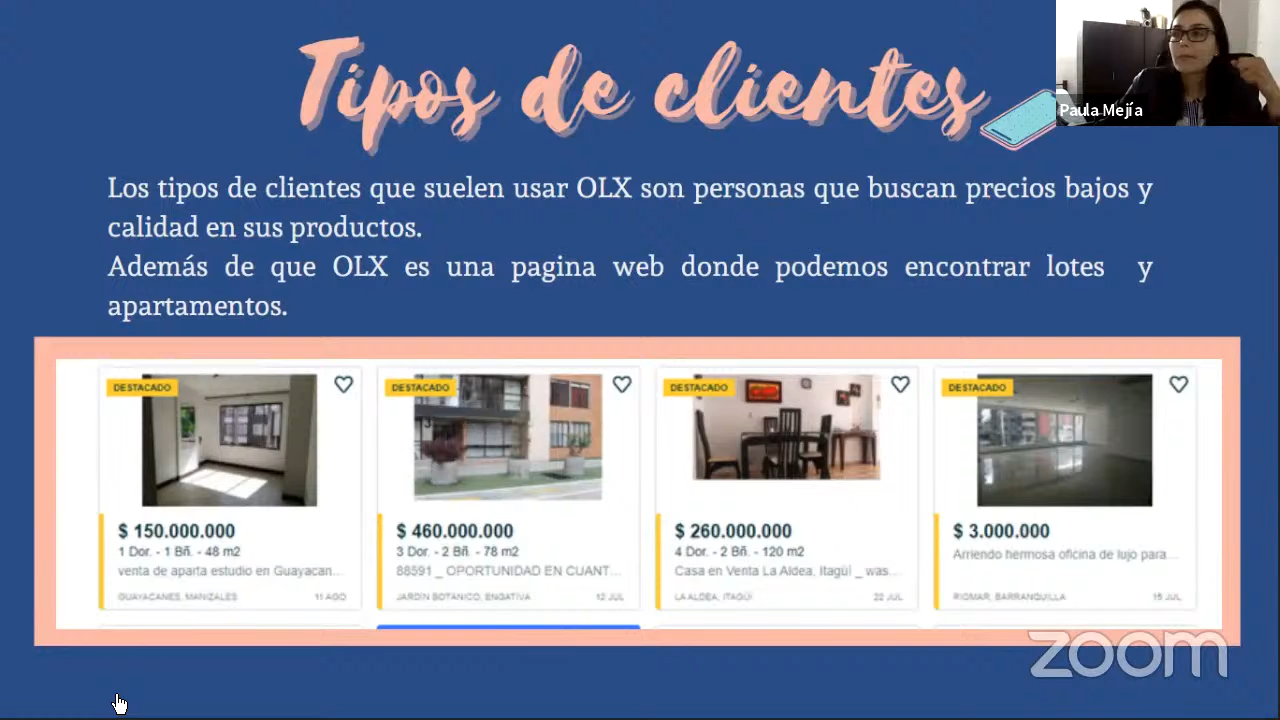 Tipos de clientes
Paula Mejía
Los tipos de clientes que suelen usar OLX son personas que buscan precios bajos y
calidad en sus productos.
Además de que OLX es una pagina web donde podemos encontrar lotes y
apartamentos.
DESTACADO
$ 150.000.000
1 Dor. - 1 Bñ. - 48 m2
venta de aparta estudio en Guayacan...
GUAYACANES, MANIZALES 11 AGO
DESTACADO
$ 460.000.000
3 Dor. - 2 Bñ. - 78 m2
88591 _ OPORTUNIDAD EN CUANT...
JARDIN BOTANICO, ENGATIVA 12 JUL
DESTACADO
$ 260.000.000
4 Dor. - 2 Bñ. - 120 m2
Casa en Venta La Aldea, Itagüí _ was...
LA ALDEA, ITAGÜÍ 22 JUL
DESTACADO
$ 3.000.000
Arriendo hermosa oficina de lujo para...
RIOMAR, BARRANQUILLA 15 JUL
zoom